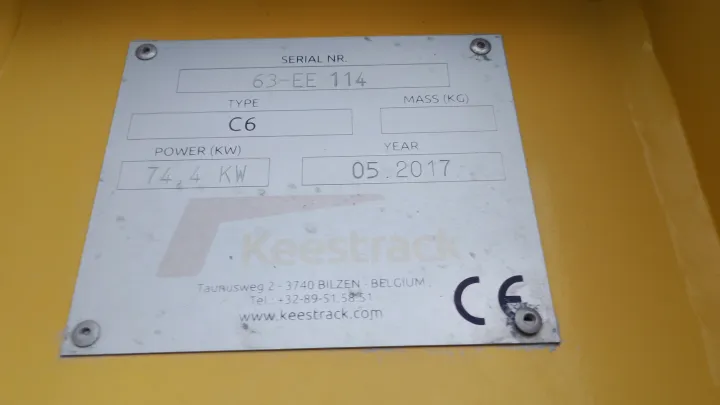 SERIAL NR.
63-EE 114
TYPE
MASS (KG)
C6
POWER (KW)
YEAR
74,4 KW
05.2017
Keestrack
Taunusweg 2 - 3740 BILZEN - BELGIUM
Tel.: +32-89-51.58.51
www.keestrack.com
CE